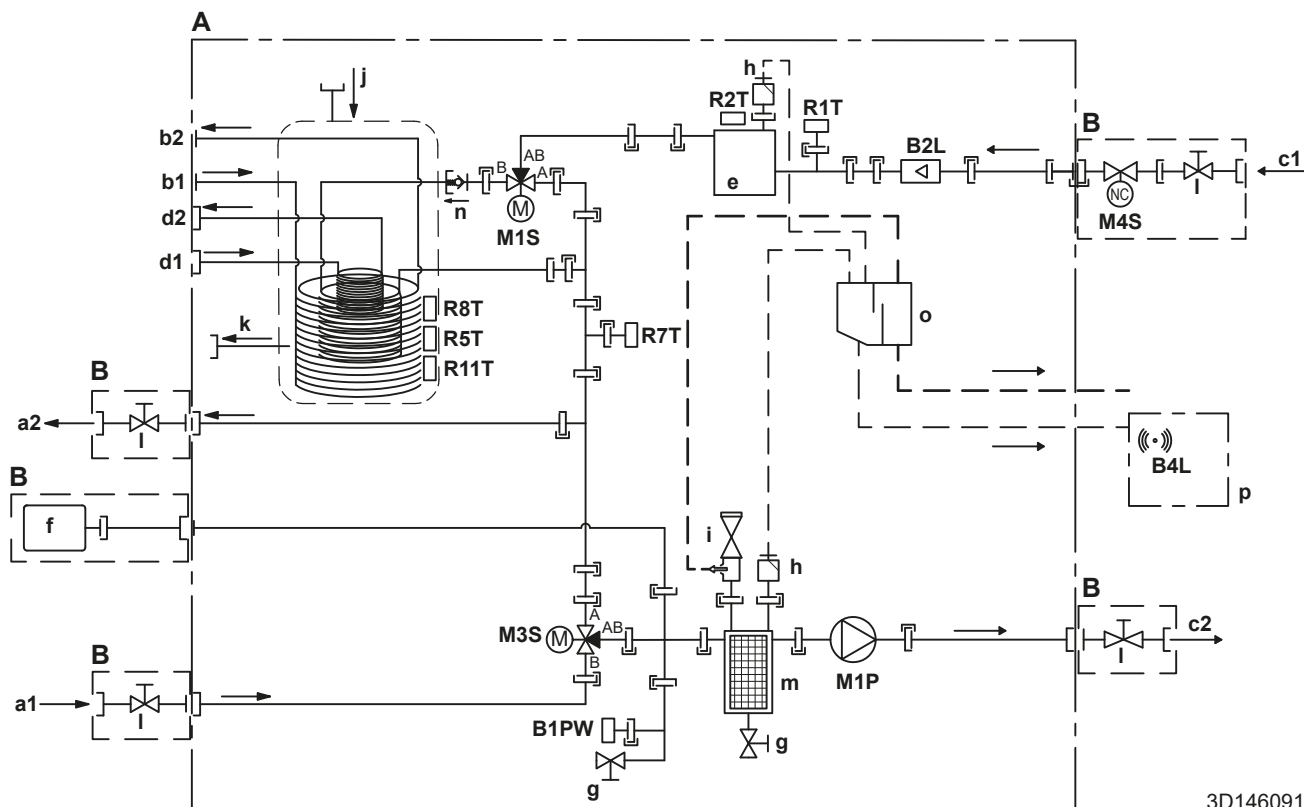 A
j
h
R2T
R1T
b2
B2L
B
c1
AB
B
A
e
b1
NC
l
M
n
M1S
M4S
d2
d1
R8T
o
k
R5T
R7T
R11T
B
a2
l
B4L
B
p
f
i
h
B
A
M3S
M
AB
c2
B
l
B
m
M1P
a1
l
B1PW
g
g
3D146091